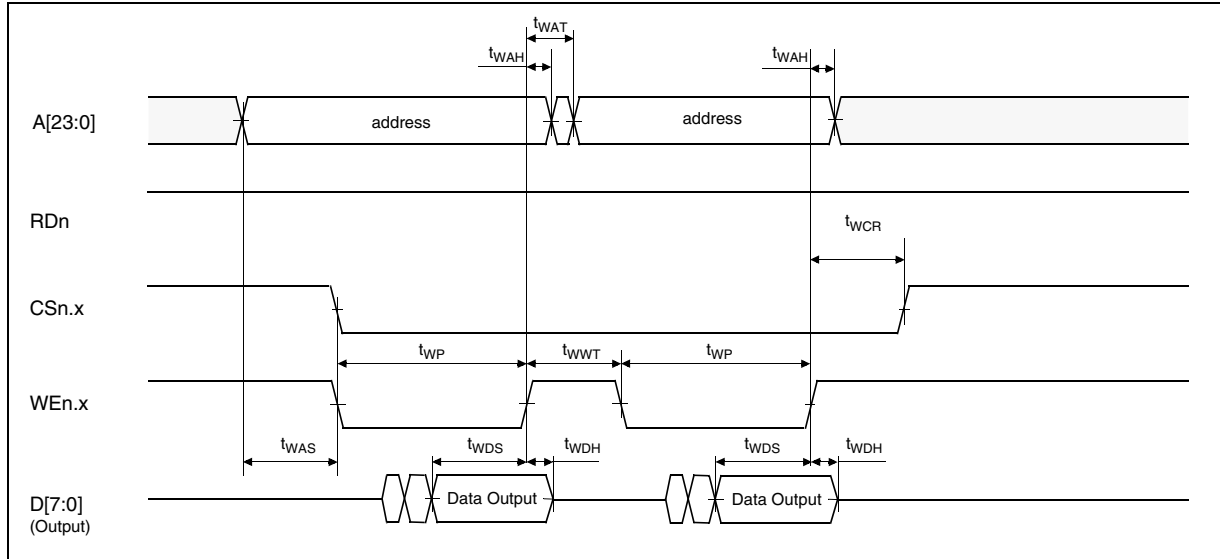 tWAT
tWAH
tWAH
A[23:0]
address
address
RDn
tWCR
CSn.x
tWP
tWWT
tWP
WEn.x
tWAS
tWDS
tWDH
tWDS
tWDH
D[7:0]
Data Output
Data Output
(Output)